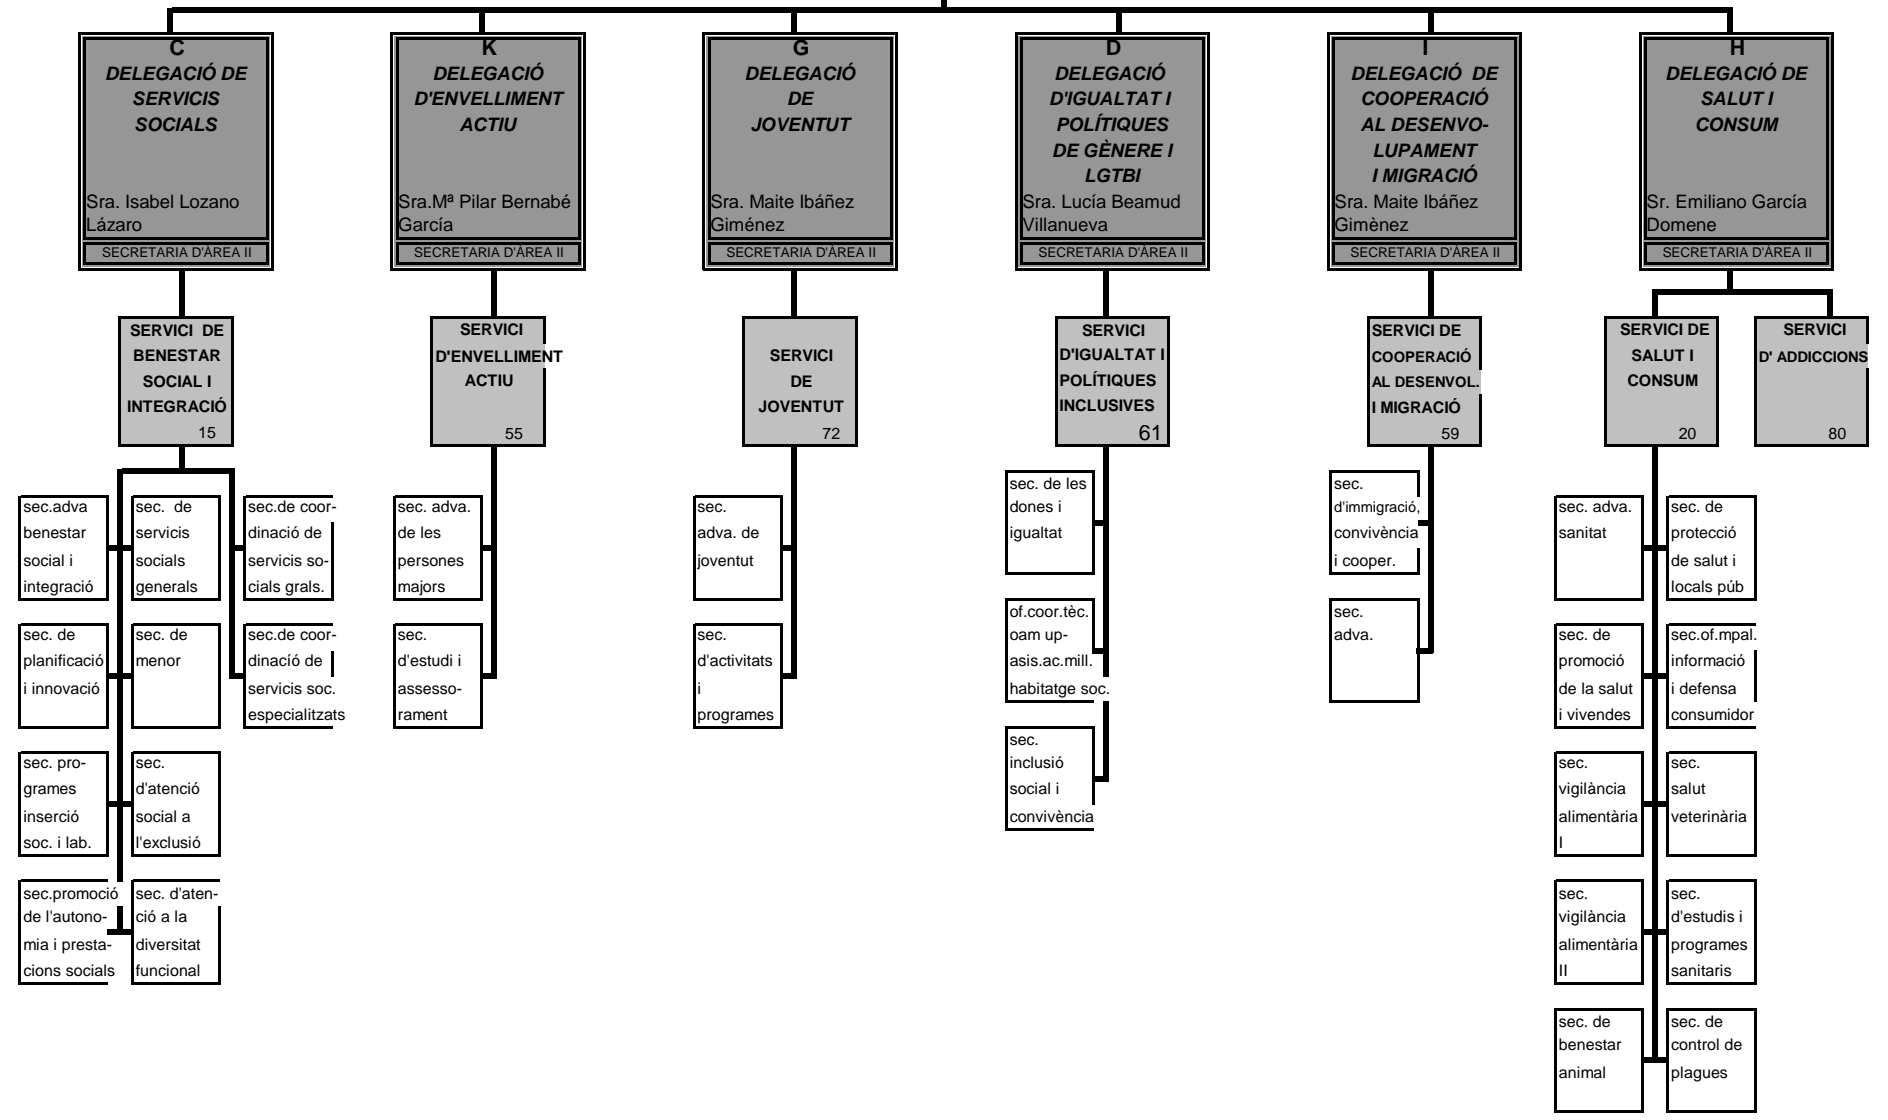 C
DELEGACIÓ DE
SERVICIS
SOCIALS
Sra. Isabel Lozano
Lázaro
SECRETARIA D'ÀREA II
K
DELEGACIÓ
D'ENVELLIMENT
ACTIU
Sra.Mª Pilar Bernabé
García
SECRETARIA D'ÀREA II
G
DELEGACIÓ
DE
JOVENTUT
Sra. Maite Ibáñez
Giménez
SECRETARIA D'ÀREA II
D
DELEGACIÓ
D'IGUALTAT I
POLÍTIQUES
DE GÈNERE I
LGTBI
Sra. Lucía Beamud
Villanueva
SECRETARIA D'ÀREA II
I
DELEGACIÓ DE
COOPERACIÓ
AL DESENVO-
LUPAMENT
I MIGRACIÓ
Sra. Maite Ibáñez
Gimènez
SECRETARIA D'ÀREA II
H
DELEGACIÓ DE
SALUT I
CONSUM
Sr. Emiliano García
Domene
SECRETARIA D'ÀREA II
SERVICI DE
BENESTAR
SOCIAL I
INTEGRACIÓ
15
SERVICI
D'ENVELLIMENT
ACTIU
55
SERVICI
DE
JOVENTUT
72
SERVICI
D'IGUALTAT I
POLÍTIQUES
INCLUSIVES
61
SERVICI DE
COOPERACIÓ
AL DESENVOL.
I MIGRACIÓ
59
SERVICI DE
SALUT I
CONSUM
20
SERVICI
D' ADDICCIONS
80
sec.adva
benestar
social i
integració
sec. de
servicis
socials
generals
sec.de coor-
dinació de
servicis so-
cials grals.
sec. de
planificació
i innovació
sec. de
menor
sec.de coor-
dinacíó de
servicis soc.
especialitzats
sec. pro-
grames
inserció
soc. i lab.
sec.
d'atenció
social a
l'exclusió
sec.promoció
de l'autono-
mia i presta-
cions socials
sec. d'aten-
ció a la
diversitat
funcional
sec. adva.
de les
persones
majors
sec.
d'estudi i
assesso-
rament
sec.
adva. de
joventut
sec.
d'activitats
i
programes
sec. de les
dones i
igualtat
of.coor.tèc.
oam up-
asis.ac.mill.
habitatge soc.
sec.
inclusió
social i
convivència
sec.
d'immigració,
convivència
i cooper.
sec.
adva.
sec. adva.
sanitat
sec. de
protecció
de salut i
locals púb
sec. de
promoció
de la salut
i vivendes
sec.of.mpal.
informació
i defensa
consumidor
sec.
vigilància
alimentària
I
sec.
salut
veterinària
sec.
vigilància
alimentària
II
sec.
d'estudis i
programes
sanitaris
sec. de
benestar
animal
sec. de
control de
plagues